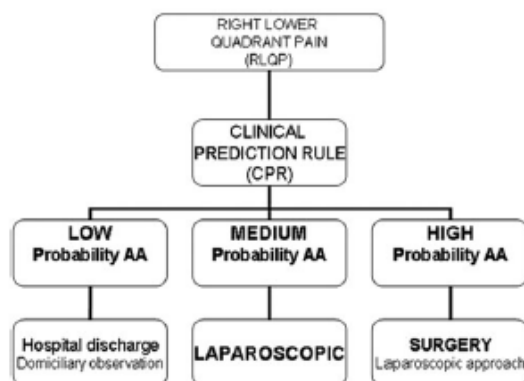 RIGHT LOWER
QUADRANT PAIN
(RLQP)
CLINICAL
PREDICTION RULE
(CPR)
LOW
Probability AA
MEDIUM
Probability AA
HIGH
Probability AA
Hospital discharge
Domiciliary observation
LAPAROSCOPIC
SURGERY
Laparoscopic approach